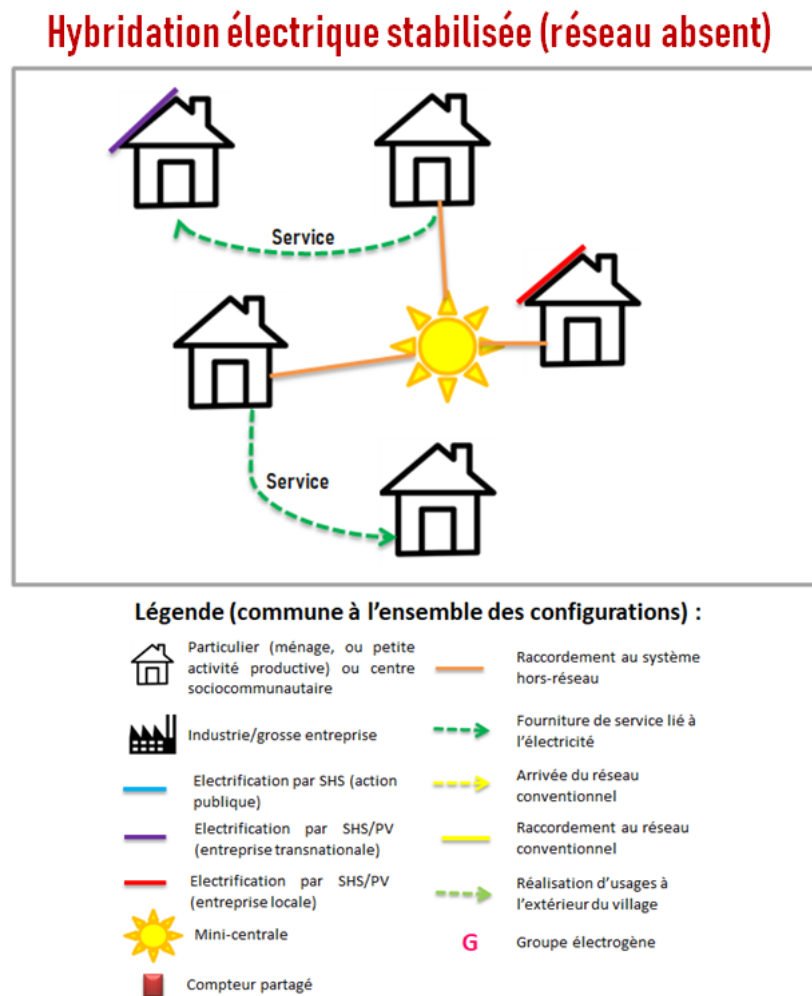 Hybridation électrique stabilisée (réseau absent)
Service
Service
Légende (commune à l'ensemble des configurations) :
Particulier (ménage, ou petite
activité productive) ou centre
sociocommunautaire
Industrie/grosse entreprise
Electrification par SHS (action
publique)
Electrification par SHS/PV
(entreprise transnationale)
Electrification par SHS/PV
(entreprise locale)
Mini-centrale
Compteur partagé
Raccordement au système
hors-réseau
Fourniture de service lié à
l'électricité
Arrivée du réseau
conventionnel
Raccordement au réseau
conventionnel
Réalisation d'usages à
l'extérieur du village
G Groupe électrogène